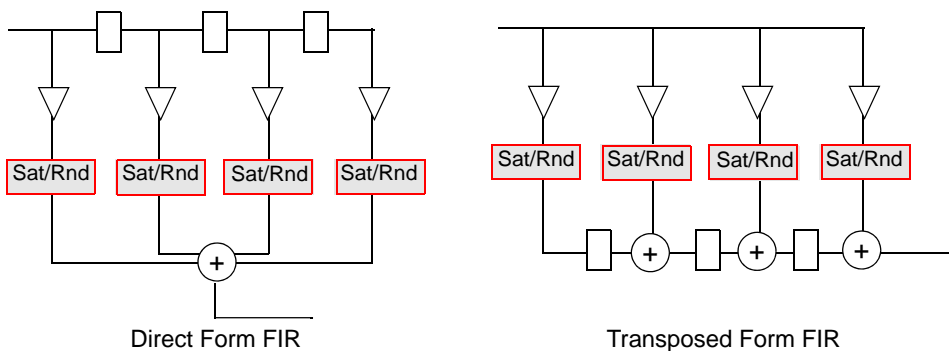 Sat/Rnd Sat/Rnd Sat/Rnd Sat/Rnd
+
Direct Form FIR
Sat/Rnd Sat/Rnd Sat/Rnd Sat/Rnd
+ + +
Transposed Form FIR